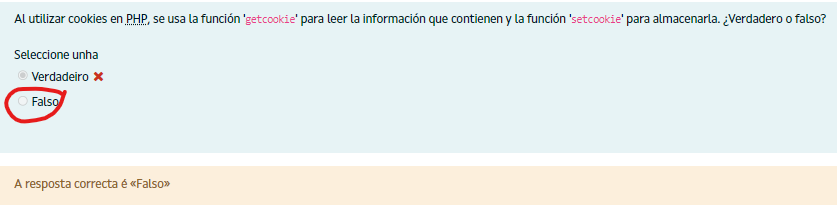 Al utilizar cookies en PHP, se usa la función 'getcookie' para leer la información que contienen y la función 'setcookie' para almacenarla. ¿Verdadero o falso?
Seleccione unha
Verdadeiro
Falso
A resposta correcta é «Falso»